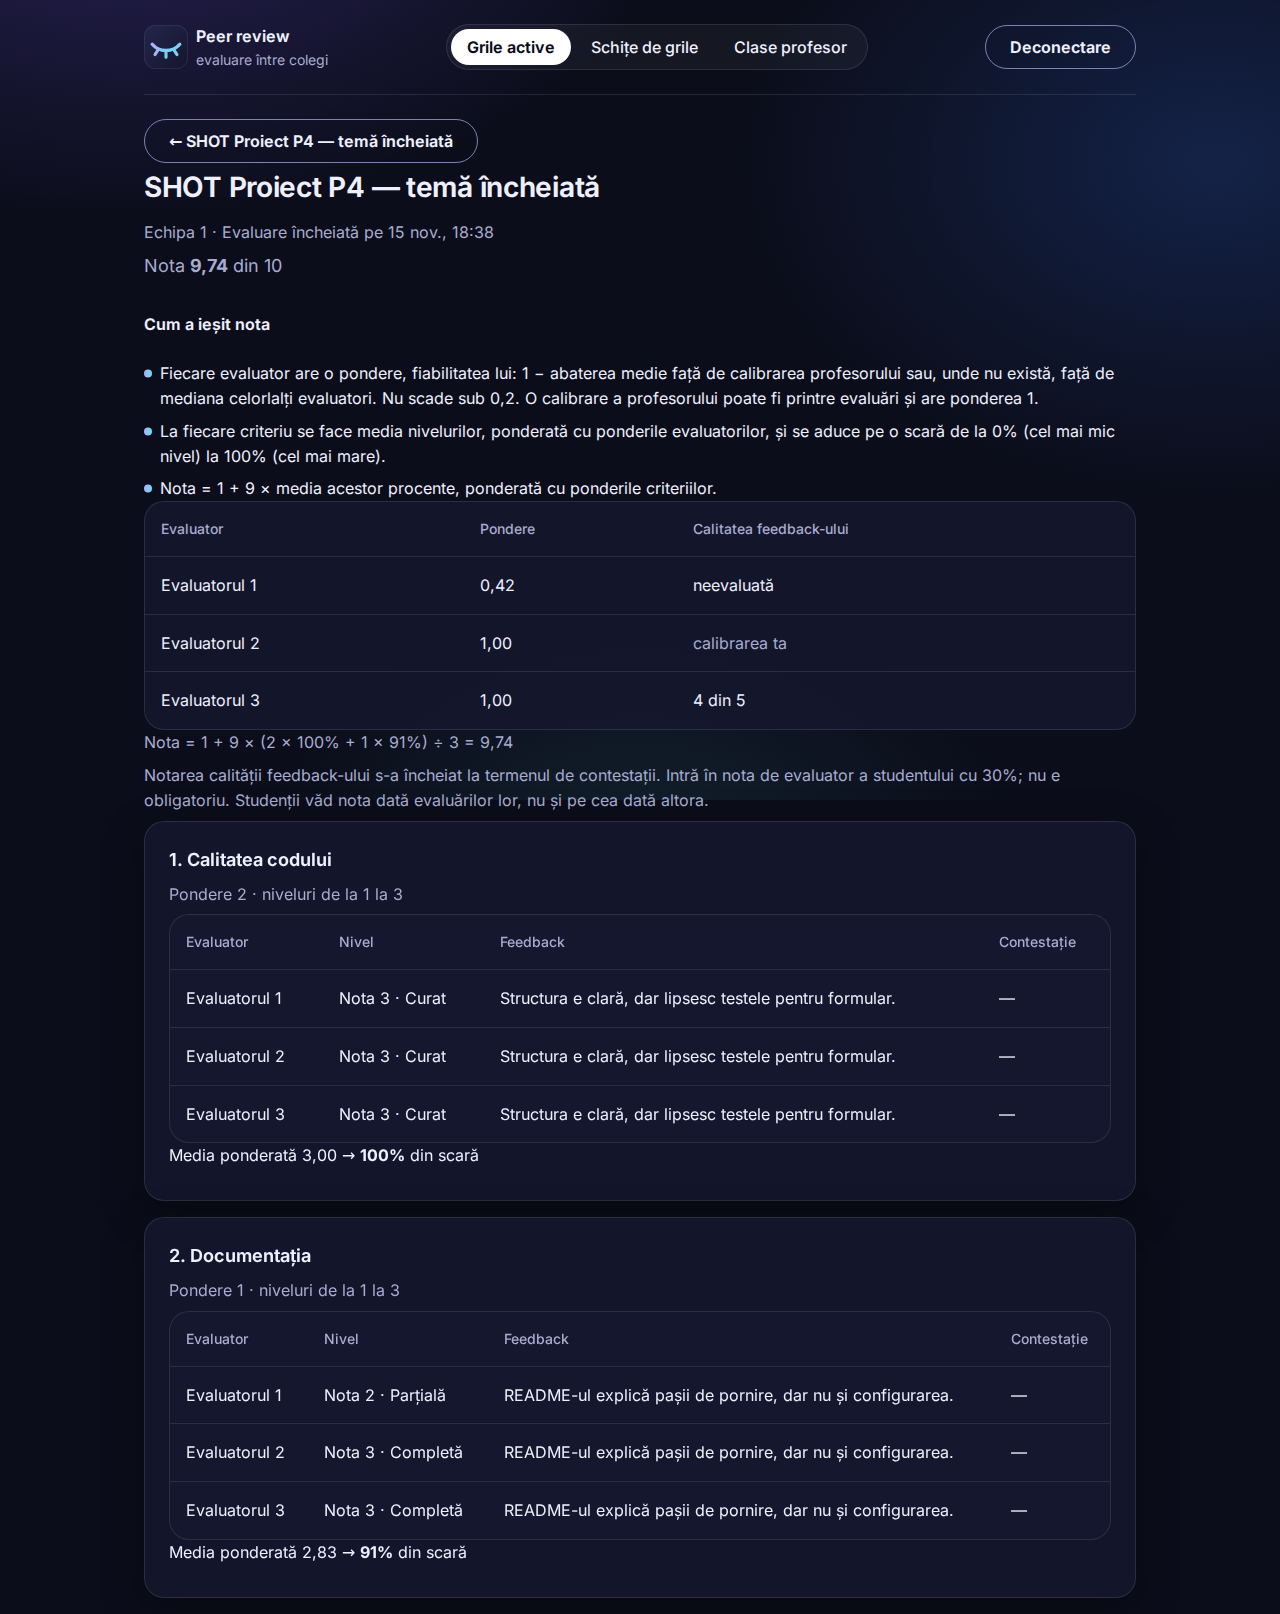 Peer review
evaluare între colegi
Grile active
Schițe de grile
Clase profesor
Deconectare
← SHOT Proiect P4 — temă încheiată
SHOT Proiect P4 — temă încheiată
Echipa 1 · Evaluare încheiată pe 15 nov., 18:38
Nota 9,74 din 10
Cum a ieșit nota
Fiecare evaluator are o pondere, fiabilitatea lui: 1 − abaterea medie față de calibrarea profesorului sau, unde nu există, față de
mediana celorlalți evaluatori. Nu scade sub 0,2. O calibrare a profesorului poate fi printre evaluări și are ponderea 1.
La fiecare criteriu se face media nivelurilor, ponderată cu ponderile evaluatorilor, și se aduce pe o scară de la 0% (cel mai mic
nivel) la 100% (cel mai mare).
Nota = 1 + 9 × media acestor procente, ponderată cu ponderile criteriilor.
Evaluator Pondere Calitatea feedback-ului
Evaluatorul 1 0,42 neevaluată
Evaluatorul 2 1,00 calibrarea ta
Evaluatorul 3 1,00 4 din 5
Nota = 1 + 9 × (2 × 100% + 1 × 91%) ÷ 3 = 9,74
Notarea calității feedback-ului s-a încheiat la termenul de contestații. Intră în nota de evaluator a studentului cu 30%; nu e
obligatoriu. Studenții văd nota dată evaluărilor lor, nu și pe cea dată altora.
1. Calitatea codului
Pondere 2 · niveluri de la 1 la 3
Evaluator Nivel Feedback Contestație
Evaluatorul 1 Nota 3 · Curat Structura e clară, dar lipsesc testele pentru formular. —
Evaluatorul 2 Nota 3 · Curat Structura e clară, dar lipsesc testele pentru formular. —
Evaluatorul 3 Nota 3 · Curat Structura e clară, dar lipsesc testele pentru formular. —
Media ponderată 3,00 → 100% din scară
2. Documentația
Pondere 1 · niveluri de la 1 la 3
Evaluator Nivel Feedback Contestație
Evaluatorul 1 Nota 2 · Parțială README-ul explică pașii de pornire, dar nu și configurarea. —
Evaluatorul 2 Nota 3 · Completă README-ul explică pașii de pornire, dar nu și configurarea. —
Evaluatorul 3 Nota 3 · Completă README-ul explică pașii de pornire, dar nu și configurarea. —
Media ponderată 2,83 → 91% din scară